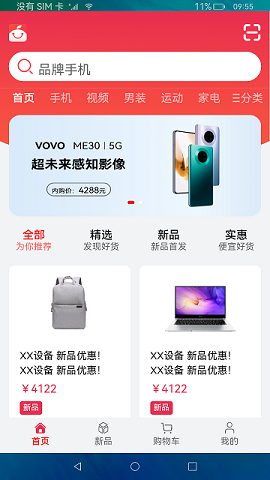 没有 SIM 卡 11% 09:55
品牌手机
首页 手机 视频 男装 运动 家电 分类
VOVO ME30 | 5G
超未来感知影像
内购价：4288元
全部 精选 新品 实惠
为你推荐 发现好货 新品首发 便宜好货
XX设备 新品优惠！ XX设备 新品优惠！
XX设备 新品优惠！ XX设备 新品优惠！
￥4122 ￥4122
新品 新品
首页 新品 购物车 我的